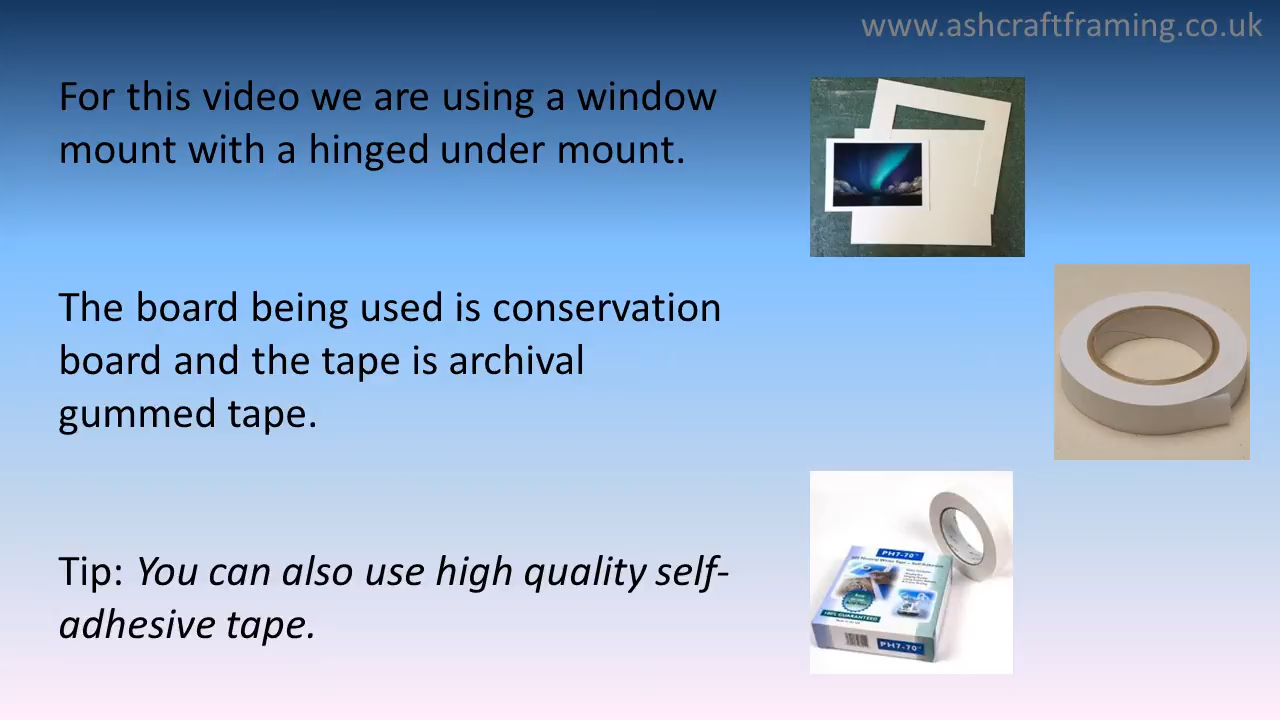 www.ashcraftframing.co.uk
For this video we are using a window
mount with a hinged under mount.
The board being used is conservation
board and the tape is archival
gummed tape.
Tip: You can also use high quality self-
adhesive tape.
PH7-70
100% GUARANTEED
PH7-70